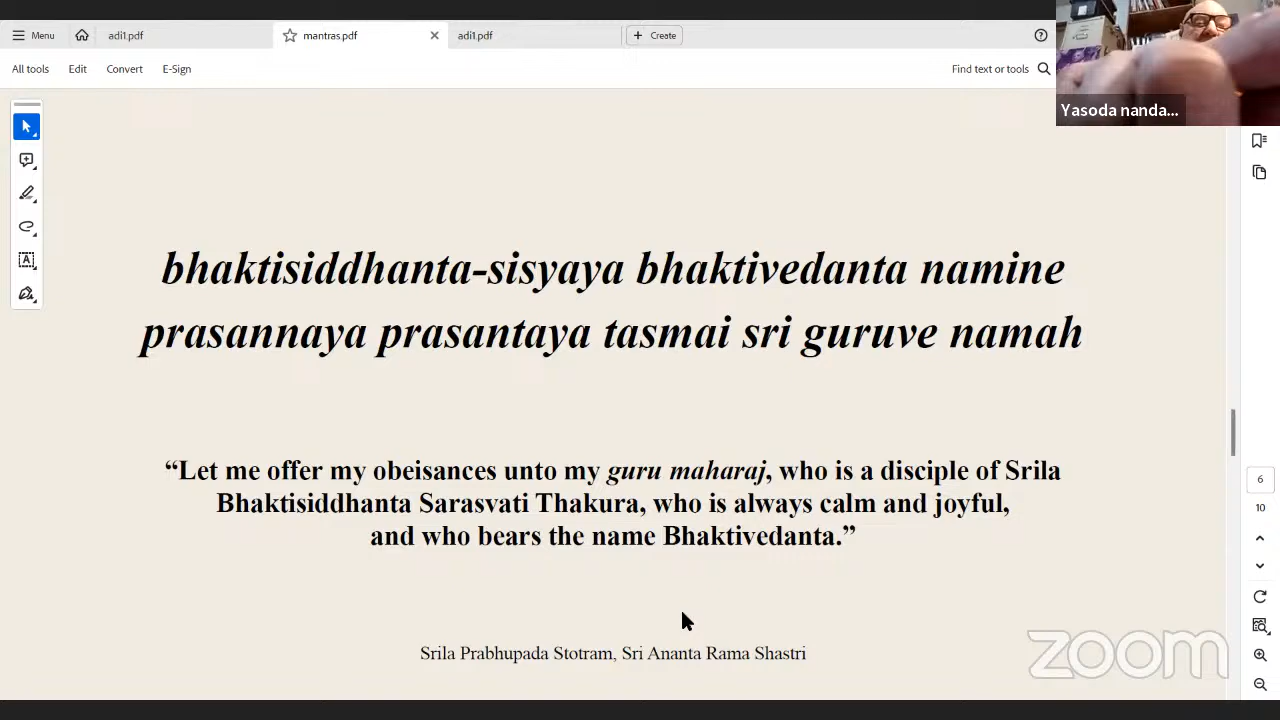 Menu
adi1.pdf
mantras.pdf
adi1.pdf
Create
All tools
Edit
Convert
E-Sign
Find text or tools
Yasoda nanda...
bhaktisiddhanta-sisyaya bhaktivedanta namine
prasannaya prasantaya tasmai sri guruve namah
“Let me offer my obeisances unto my guru maharaj, who is a disciple of Srila
Bhaktisiddhanta Sarasvati Thakura, who is always calm and joyful,
and who bears the name Bhaktivedanta.”
Srila Prabhupada Stotram, Sri Ananta Rama Shastri
6
10
zoom